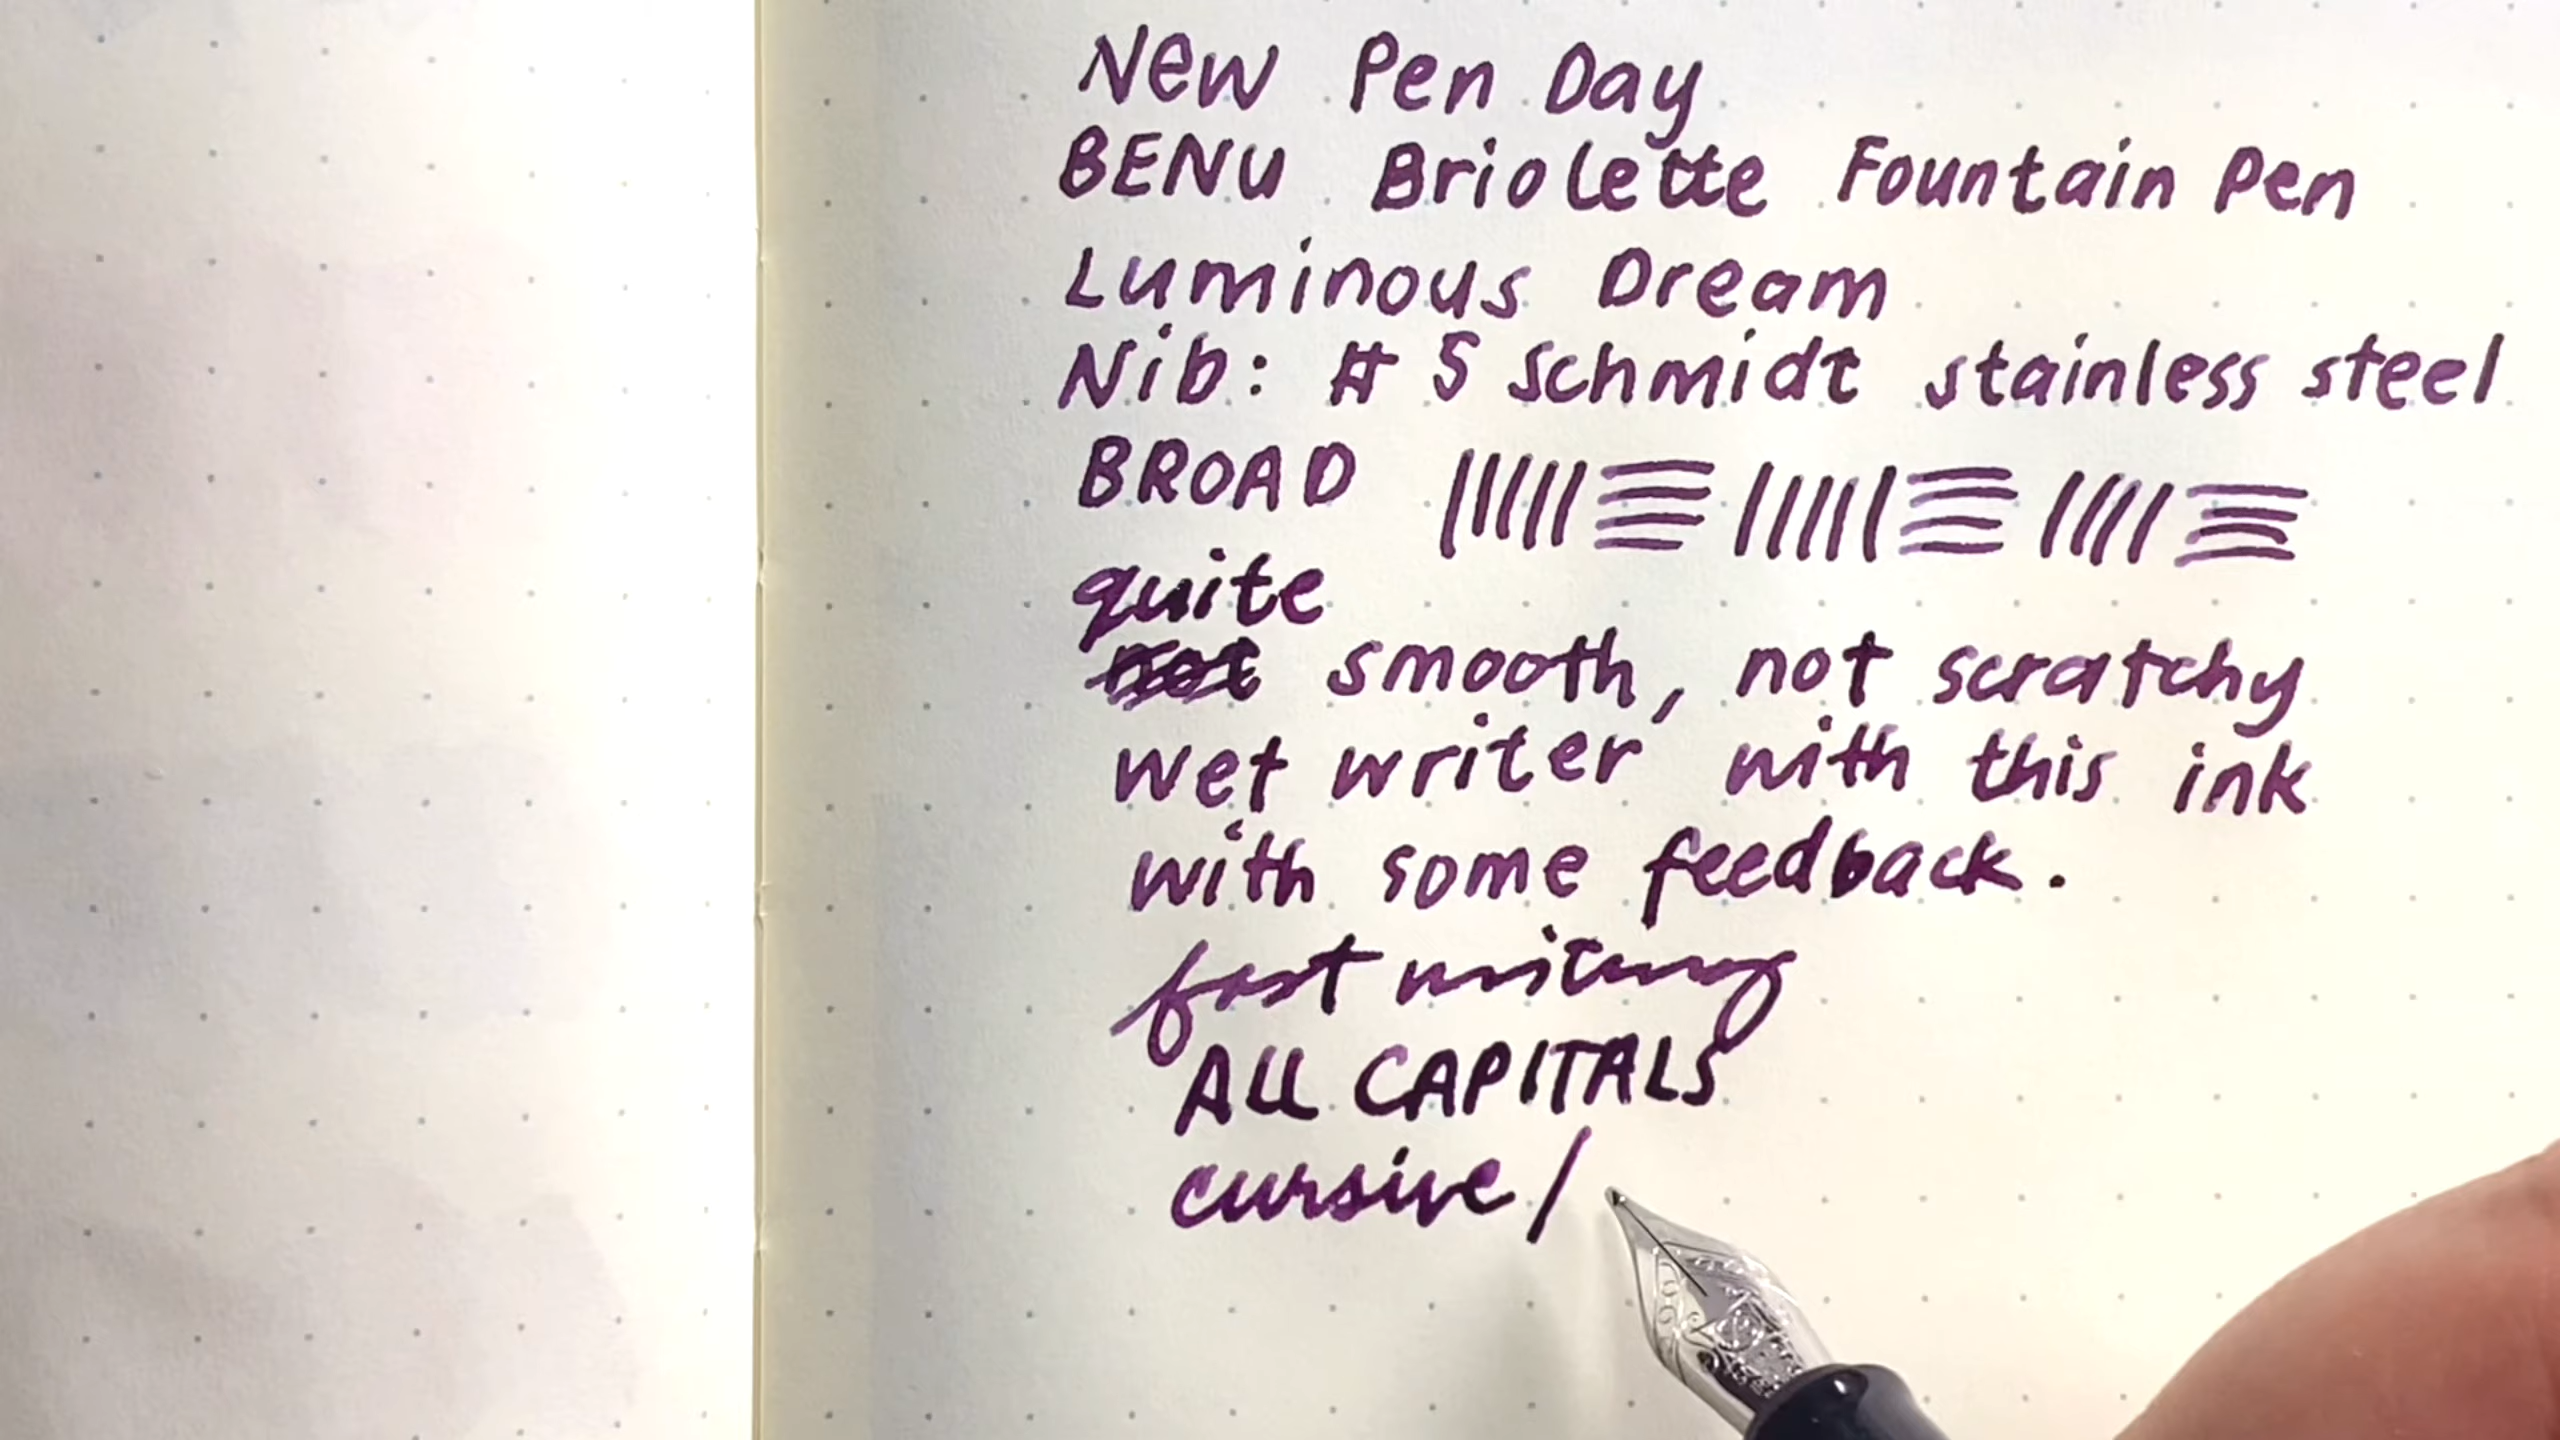 New Pen Day
BENU Briolette Fountain Pen
Luminous Dream
Nib: # 5 Schmidt stainless steel
BROAD
quite
not smooth, not scratchy
wet writer with this ink
with some feedback.
fast writing
ALL CAPITALS
cursive /